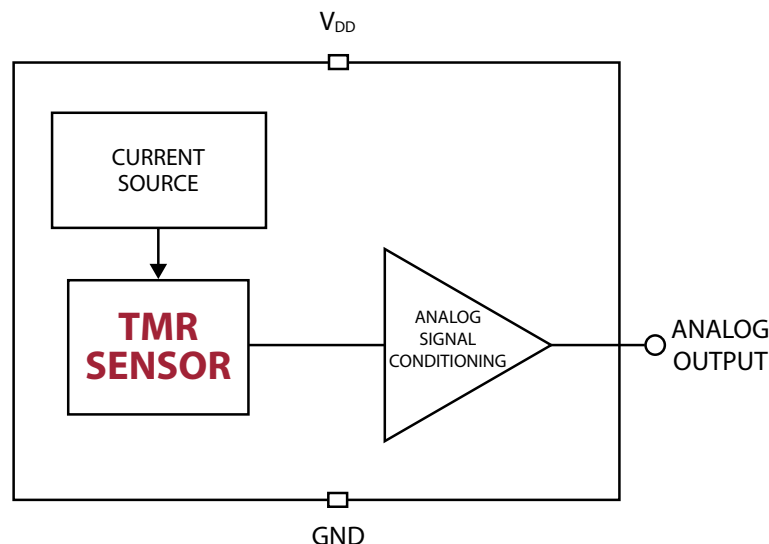 VDD
CURRENT
SOURCE
TMR
SENSOR
ANALOG
SIGNAL
CONDITIONING
ANALOG
OUTPUT
GND